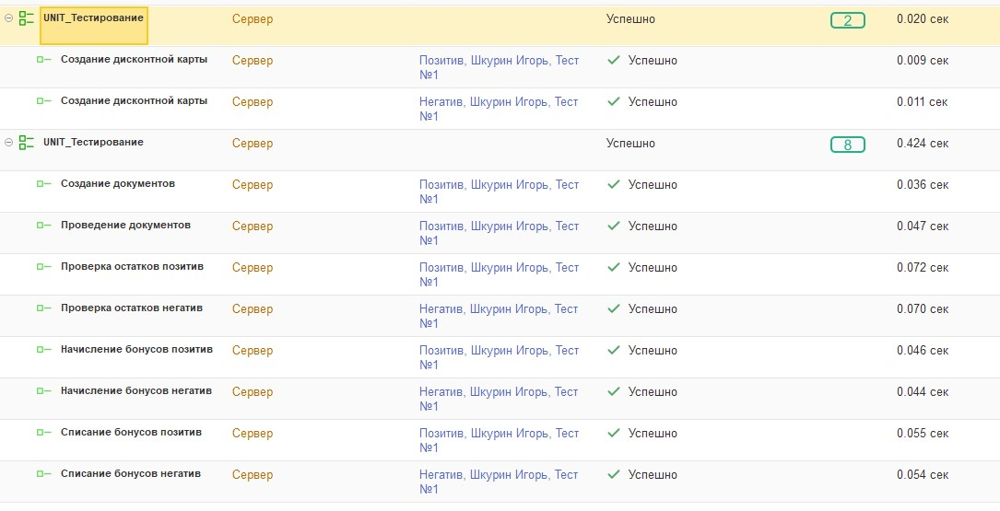 UNIT_Тестирование Сервер Успешно 2 0.020 сек
Создание дисконтной карты Сервер Позитив, Шкурин Игорь, Тест Успешно 0.009 сек
№1
Создание дисконтной карты Сервер Негатив, Шкурин Игорь, Тест Успешно 0.011 сек
№1
UNIT_Тестирование Сервер Успешно 8 0.424 сек
Создание документов Сервер Позитив, Шкурин Игорь, Тест Успешно 0.036 сек
№1
Проведение документов Сервер Позитив, Шкурин Игорь, Тест Успешно 0.047 сек
№1
Проверка остатков позитив Сервер Позитив, Шкурин Игорь, Тест Успешно 0.072 сек
№1
Проверка остатков негатив Сервер Негатив, Шкурин Игорь, Тест Успешно 0.070 сек
№1
Начисление бонусов позитив Сервер Позитив, Шкурин Игорь, Тест Успешно 0.046 сек
№1
Начисление бонусов негатив Сервер Негатив, Шкурин Игорь, Тест Успешно 0.044 сек
№1
Списание бонусов позитив Сервер Позитив, Шкурин Игорь, Тест Успешно 0.055 сек
№1
Списание бонусов негатив Сервер Негатив, Шкурин Игорь, Тест Успешно 0.054 сек
№1